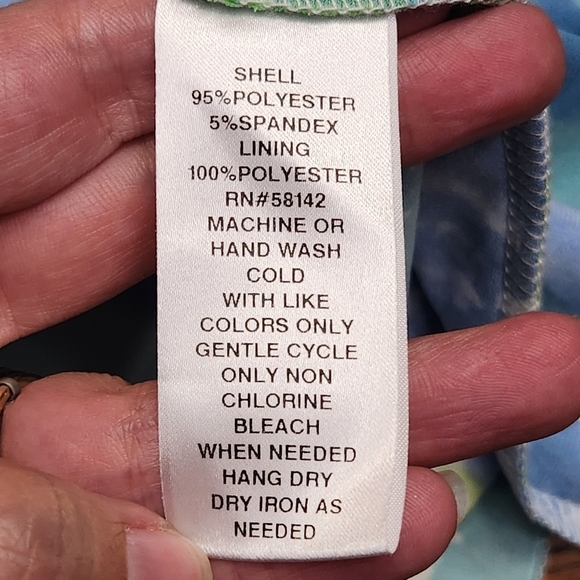 SHELL
95%POLYESTER
5%SPANDEX
LINING
100%POLYESTER
RN#58142
MACHINE OR
HAND WASH
COLD
WITH LIKE
COLORS ONLY
GENTLE CYCLE
ONLY NON
CHLORINE
BLEACH
WHEN NEEDED
HANG DRY
DRY IRON AS
NEEDED